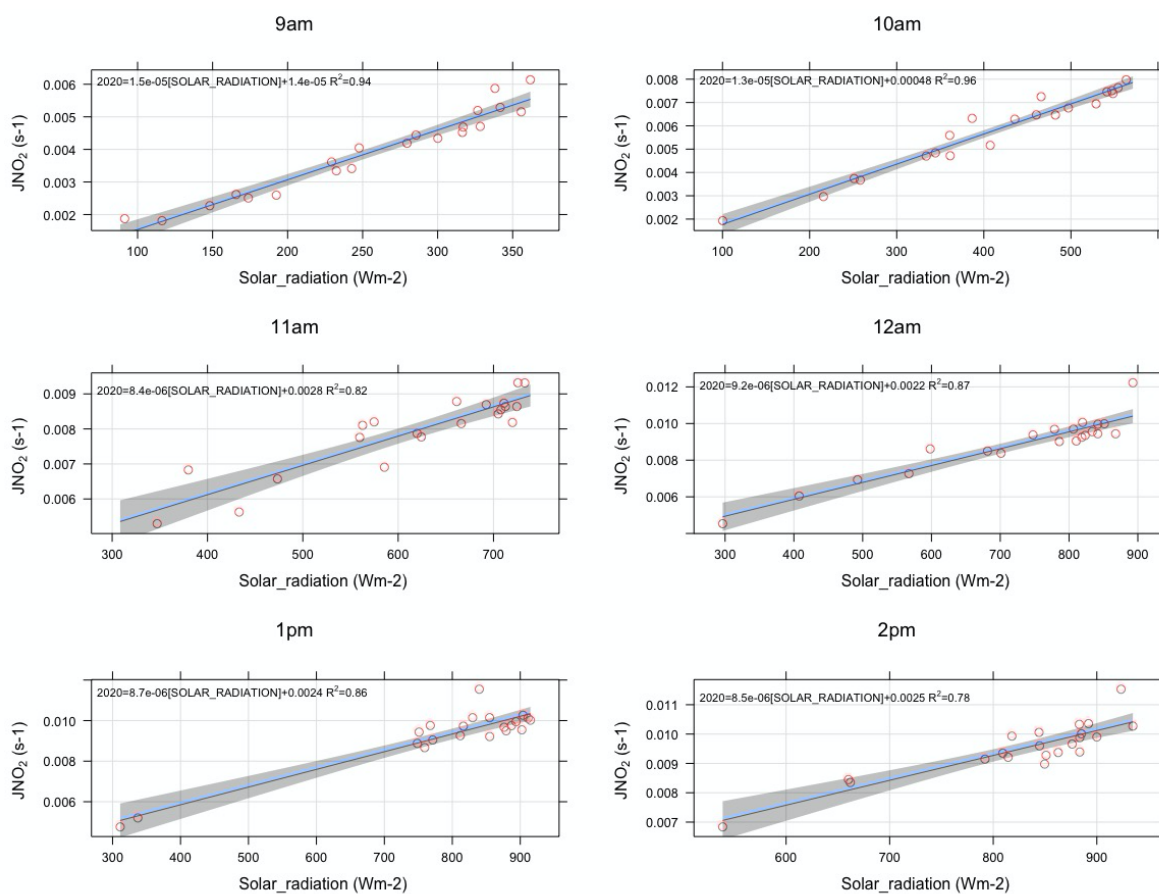 9am
2020=1.5e-05[SOLAR_RADIATION]+1.4e-05 R²=0.94
JNO₂ (s-1)
0.006
0.005
0.004
0.003
0.002
100 150 200 250 300 350
Solar_radiation (Wm-2)
10am
2020=1.3e-05[SOLAR_RADIATION]+0.00048 R²=0.96
JNO₂ (s-1)
0.008
0.007
0.005
0.003
0.002
100 200 300 400 500
Solar_radiation (Wm-2)
11am
2020=8.4e-06[SOLAR_RADIATION]+0.0028 R²=0.82
JNO₂ (s-1)
0.009
0.008
0.007
0.006
300 400 500 600 700
Solar_radiation (Wm-2)
12am
2020=9.2e-06[SOLAR_RADIATION]+0.0022 R²=0.87
JNO₂ (s-1)
0.012
0.010
0.008
0.006
300 400 500 600 700 800 900
Solar_radiation (Wm-2)
1pm
2020=8.7e-06[SOLAR_RADIATION]+0.0024 R²=0.86
JNO₂ (s-1)
0.010
0.008
0.006
300 400 500 600 700 800 900
Solar_radiation (Wm-2)
2pm
2020=8.5e-06[SOLAR_RADIATION]+0.0025 R²=0.78
JNO₂ (s-1)
0.011
0.010
0.009
0.008
0.007
600 700 800 900
Solar_radiation (Wm-2)